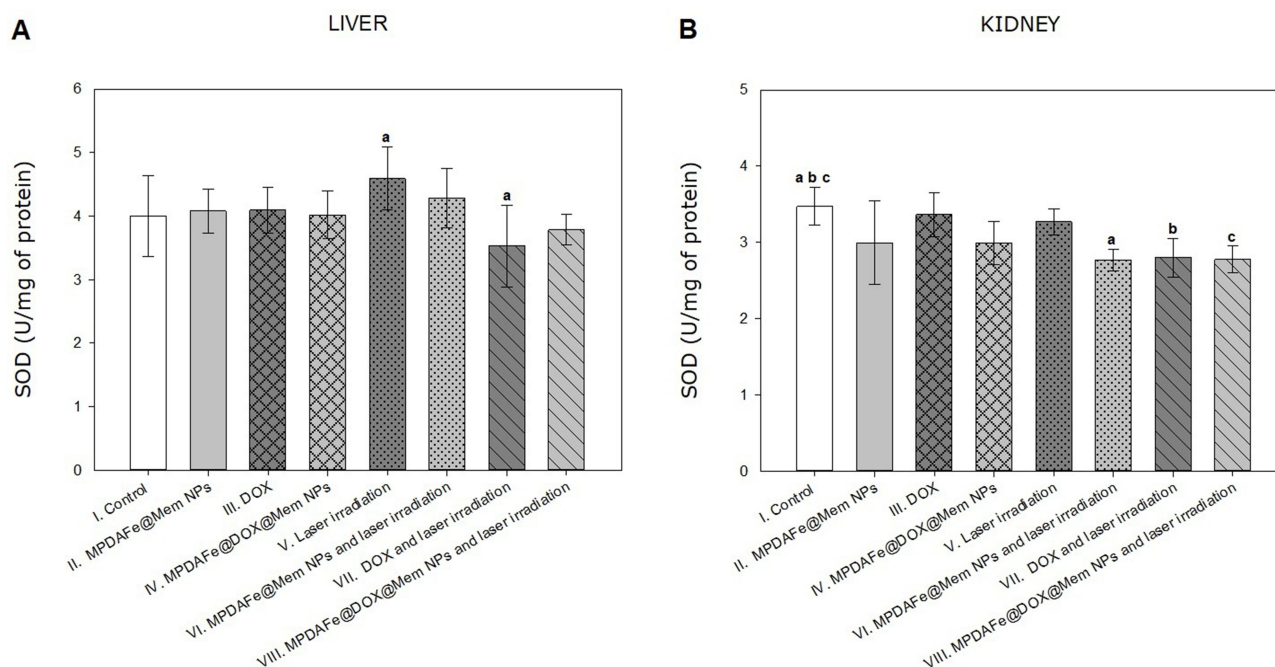 A
LIVER
SOD (U/mg of protein)
6
5
4
3
2
1
0
a
a
I. Control
II. MPDAFe@Mem NPs
III. DOX
IV. MPDAFe@DOX@Mem NPs
V. Laser irradiation
VI. MPDAFe@Mem NPs and laser irradiation
VII. DOX and laser irradiation
VIII. MPDAFe@DOX@Mem NPs and laser irradiation
B
KIDNEY
SOD (U/mg of protein)
5
4
3
2
1
0
a b c
a
b
c
I. Control
II. MPDAFe@Mem NPs
III. DOX
IV. MPDAFe@DOX@Mem NPs
V. Laser irradiation
VI. MPDAFe@Mem NPs and laser irradiation
VII. DOX and laser irradiation
VIII. MPDAFe@DOX@Mem NPs and laser irradiation